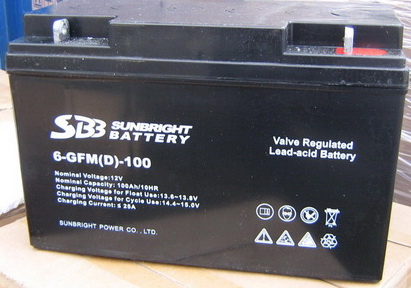 SBB SUNBRIGHT
BATTERY
6-GFM(D)-100
Nominal Voltage:12V
Nominal Capacity:100Ah/10HR
Charging Voltage for Float Use:13.6~13.8V
Charging Voltage for Cycle Use:14.4~15.0V
Charging Current:≤ 25A
SUNBRIGHT POWER CO., LTD.
Valve Regulated
Lead-acid Battery